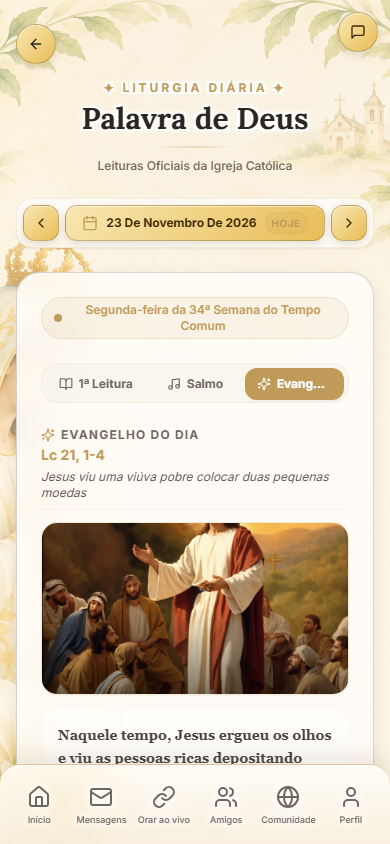 ✦ LITURGIA DIÁRIA ✦
Palavra de Deus
Leituras Oficiais da Igreja Católica
23 De Novembro De 2026 HOJE
Segunda-feira da 34ª Semana do Tempo
Comum
1ª Leitura Salmo Evang...
EVANGELHO DO DIA
Lc 21, 1-4
Jesus viu uma viúva pobre colocar duas pequenas
moedas
Naquele tempo, Jesus ergueu os olhos
e viu as pessoas ricas depositando
Início Mensagens Orar ao vivo Amigos Comunidade Perfil